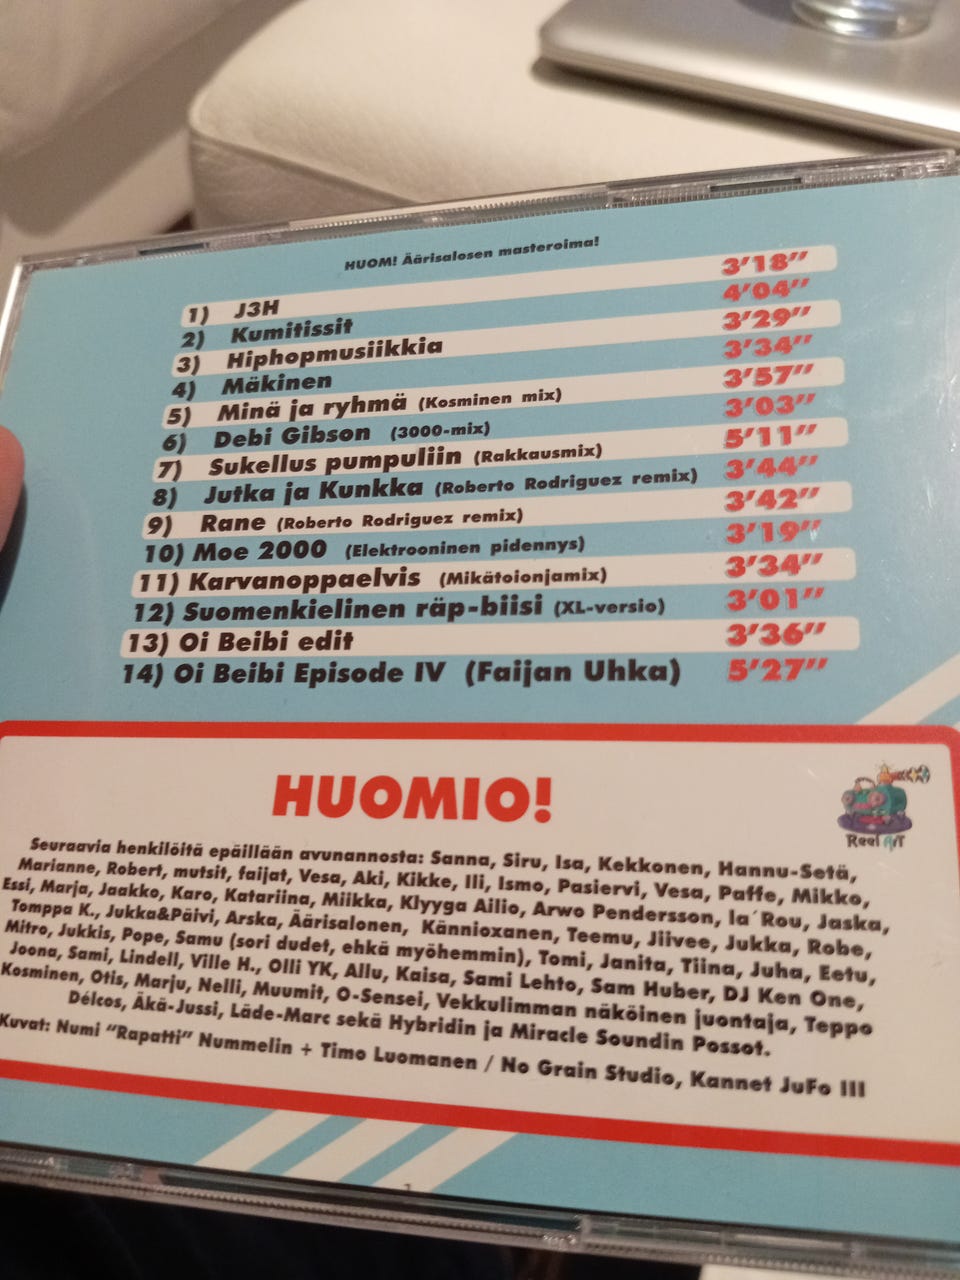 HUOM! Äärisalosen masteroima!
1) J3H 3'18"
2) Kumitissit 4'04"
3) Hiphopmusiikkia 3'29"
4) Mäkinen 3'34"
5) Minä ja ryhmä (Kosminen mix) 3'57"
6) Debi Gibson (3000-mix) 3'03"
7) Sukellus pumpuliin (Rakkausmix) 5'11"
8) Jutka ja Kunkka (Roberto Rodriguez remix) 3'44"
9) Rane (Roberto Rodriguez remix) 3'42"
10) Moe 2000 (Elektrooninen pidennys) 3'19"
11) Karvanoppaelvis (Mikätoionjamix) 3'34"
12) Suomenkielinen räp-biisi (XL-versio) 3'01"
13) Oi Beibi edit 3'36"
14) Oi Beibi Episode IV (Faijan Uhka) 5'27"
HUOMIO!
Reel ArT
Seuraavia henkilöitä epäillään avunannosta: Sanna, Siru, Isa, Kekkonen, Hannu-Setä,
Marianne, Robert, mutsit, faijat, Vesa, Aki, Kikke, Ili, Ismo, Pasiervi, Vesa, Paffe, Mikko,
Essi, Marja, Jaakko, Karo, Katariina, Miikka, Klyyga Ailio, Arwo Pendersson, Ia´Rou, Jaska,
Tomppa K., Jukka&Päivi, Arska, Äärisalonen, Kännioxanen, Teemu, Jiivee, Jukka, Robe,
Mitro, Jukkis, Pope, Samu (sori dudet, ehkä myöhemmin), Tomi, Janita, Tiina, Juha, Eetu,
Joona, Sami, Lindell, Ville H., Olli YK, Allu, Kaisa, Sami Lehto, Sam Huber, DJ Ken One,
Kosminen, Otis, Marju, Nelli, Muumit, O-Sensei, Vekkulimman näköinen juontaja, Teppo
Délcos, Äkä-Jussi, Läde-Marc sekä Hybridin ja Miracle Soundin Possot.
Kuvat: Numi "Rapatti" Nummelin + Timo Luomanen / No Grain Studio, Kannet JuFo III